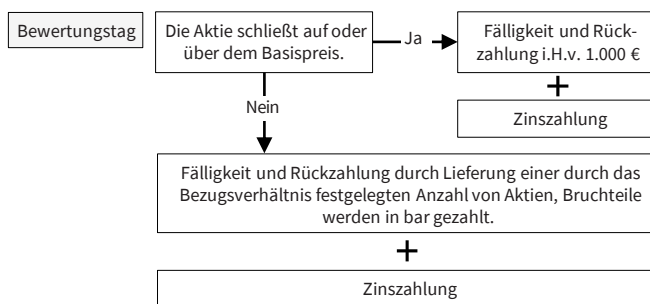 Bewertungstag
Die Aktie schließt auf oder
über dem Basispreis.
Ja
Fälligkeit und Rück-
zahlung i.H.v. 1.000 €
+
Zinszahlung
Nein
Fälligkeit und Rückzahlung durch Lieferung einer durch das
Bezugsverhältnis festgelegten Anzahl von Aktien, Bruchteile
werden in bar gezahlt.
+
Zinszahlung